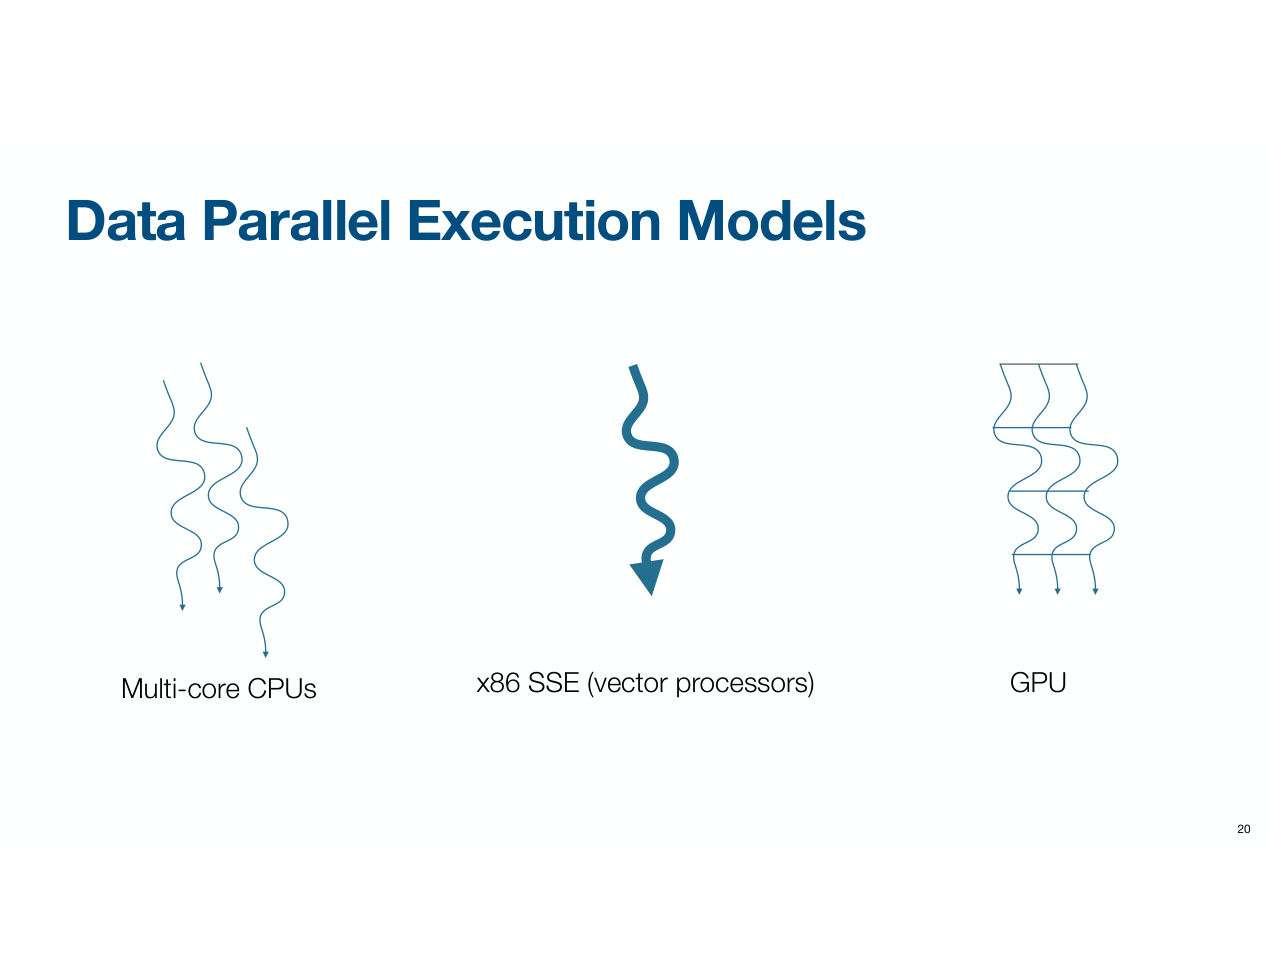 Data Parallel Execution Models
Multi-core CPUs
x86 SSE (vector processors)
GPU
20